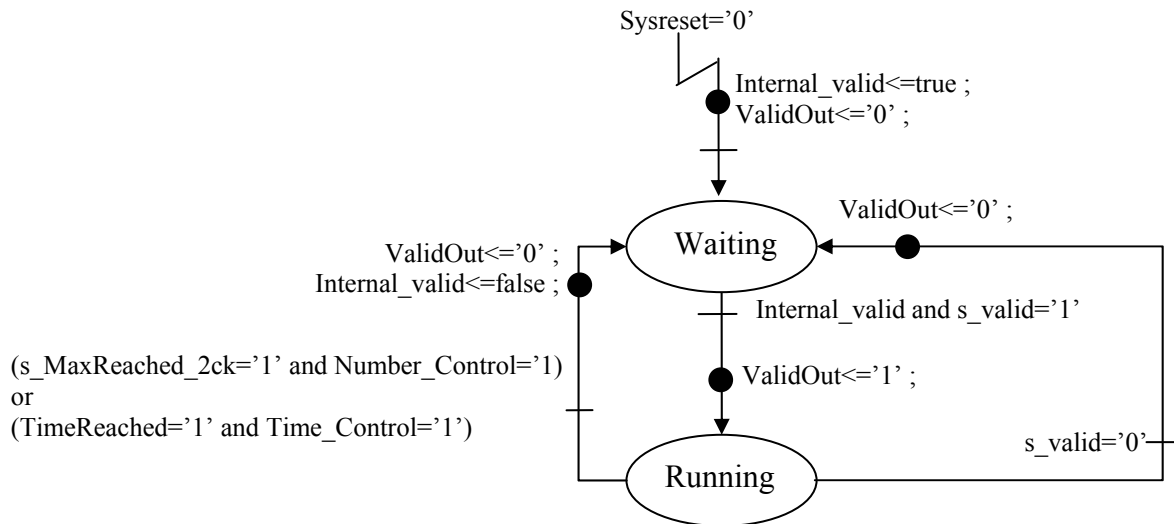 Sysreset=’0’
Internal_valid<=true ;
ValidOut<=’0’ ;
ValidOut<=’0’ ;
Waiting
ValidOut<=’0’ ;
Internal_valid<=false ;
Internal_valid and s_valid=’1’
(s_MaxReached_2ck=’1’ and Number_Control=’1)
or
(TimeReached=’1’ and Time_Control=’1’)
ValidOut<=’1’ ;
s_valid=’0’
Running